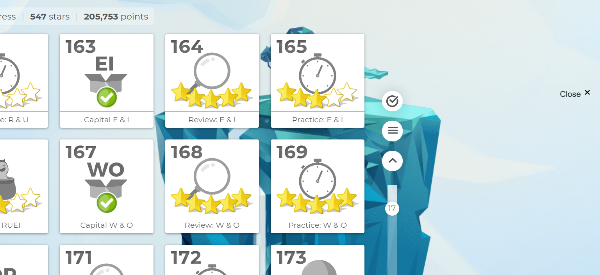 ress | 547 stars | 205,753 points
163 164 165
EI
e: R & U Capital E & I Review: E & I Practice: E & I
Close ×
167 168 169
WO
17
RUEI Capital W & O Review: W & O Practice: W & O
171 172 173